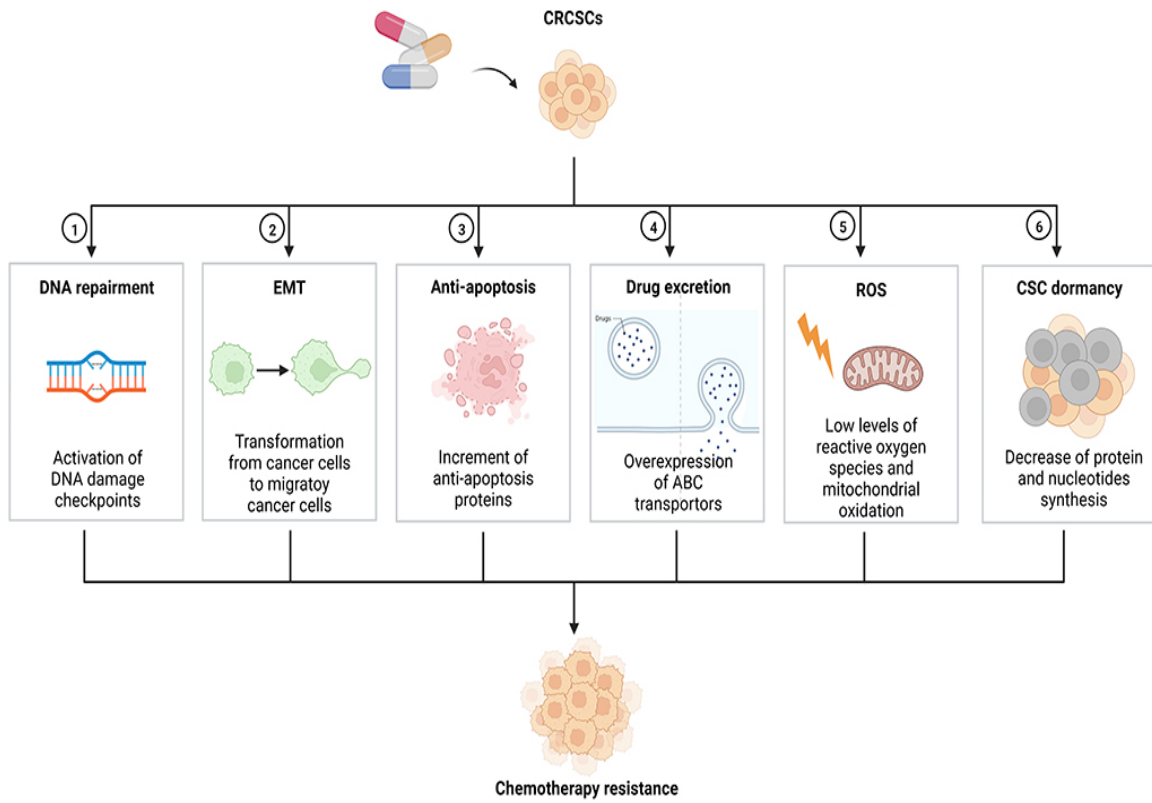 CRCSCs
1
2
3
4
5
6
DNA repairment
Activation of
DNA damage
checkpoints
EMT
Transformation
from cancer cells
to migratoy
cancer cells
Anti-apoptosis
Increment of
anti-apoptosis
proteins
Drug excretion
Drugs
Overexpression
of ABC
transportors
ROS
Low levels of
reactive oxygen
species and
mitochondrial
oxidation
CSC dormancy
Decrease of protein
and nucleotides
synthesis
Chemotherapy resistance